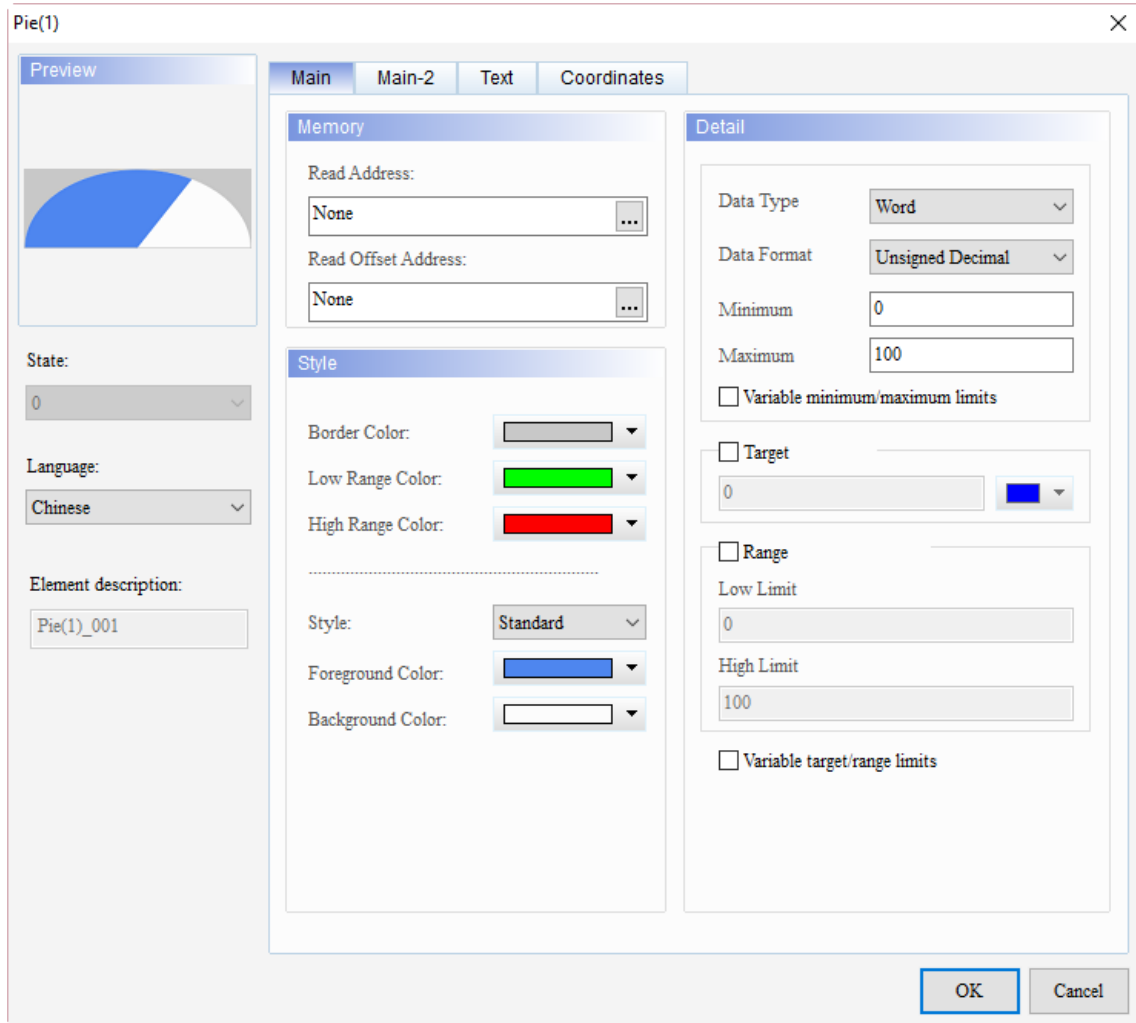 Pie(1)
Preview
State:
0
Language:
Chinese
Element description:
Pie(1)_001
Main
Main-2
Text
Coordinates
Memory
Read Address:
None
...
Read Offset Address:
None
...
Style
Border Color:
Low Range Color:
High Range Color:
Style:
Standard
Foreground Color:
Background Color:
Detail
Data Type
Word
Data Format
Unsigned Decimal
Minimum
0
Maximum
100
Variable minimum/maximum limits
Target
0
Range
Low Limit
0
High Limit
100
Variable target/range limits
OK
Cancel